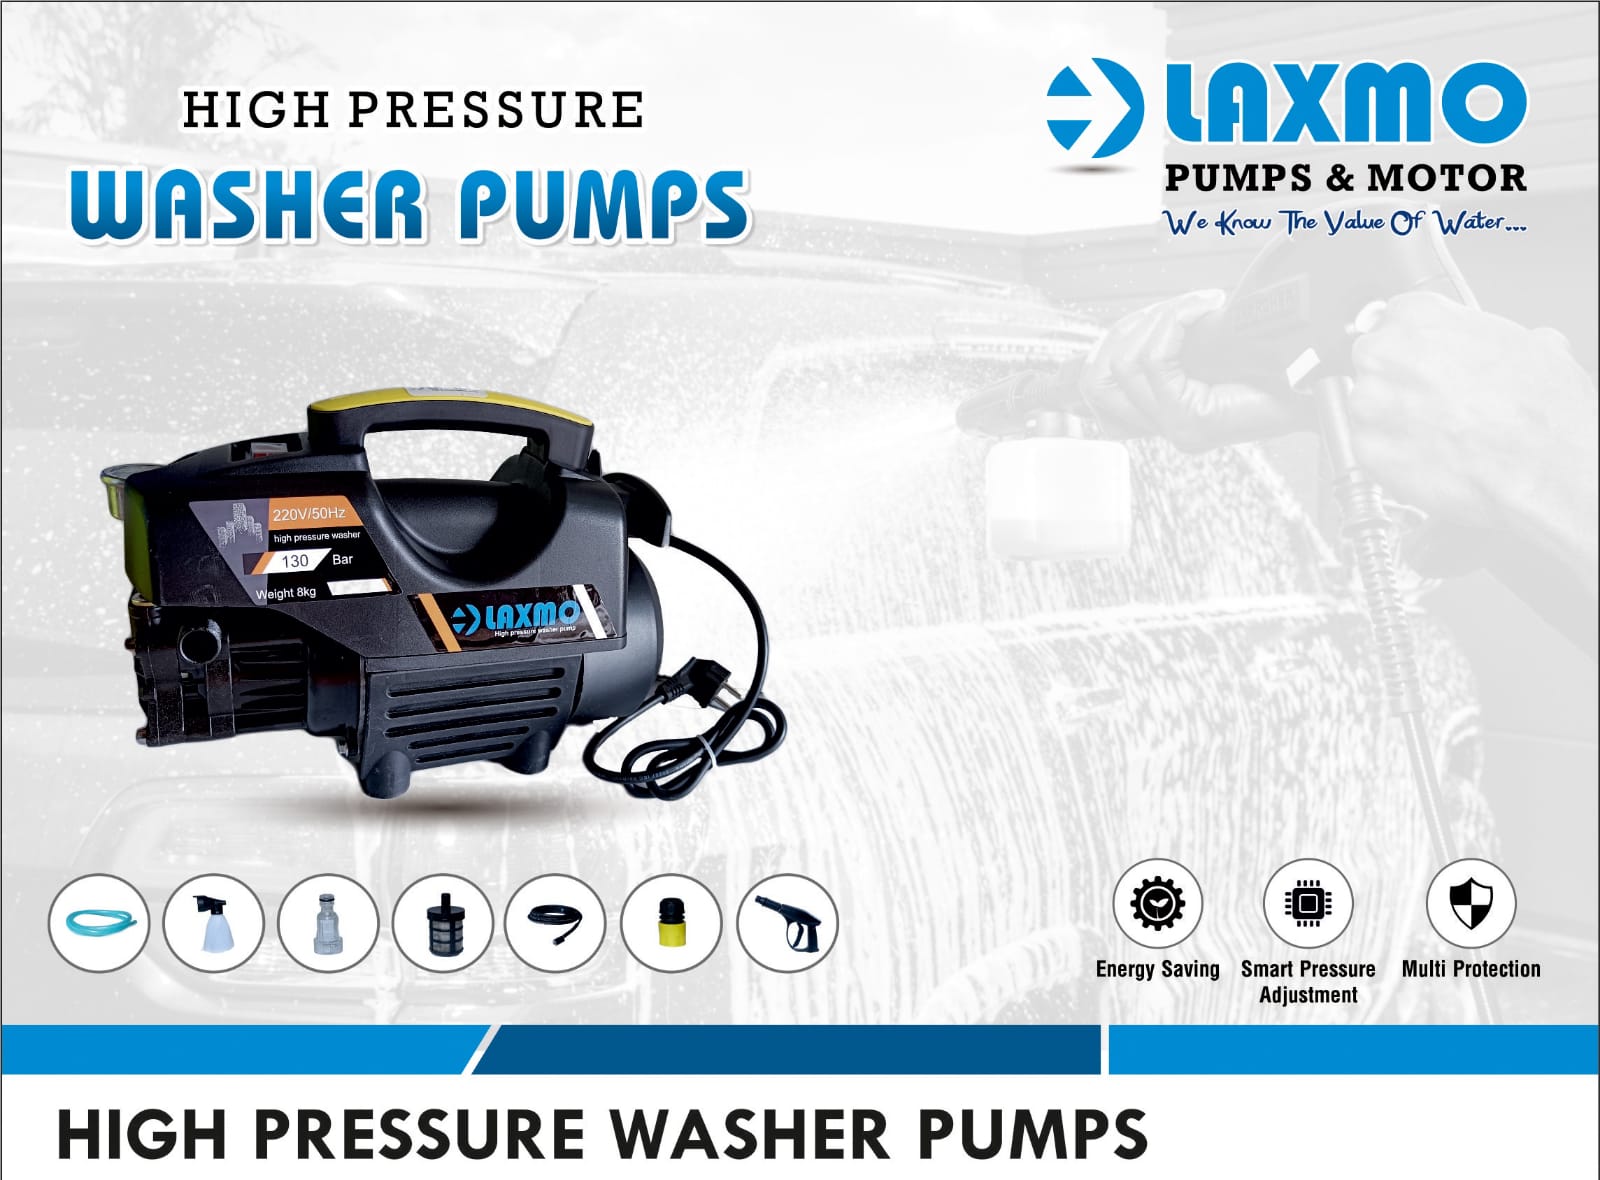 HIGH PRESSURE
WASHER PUMPS
LAXMO
PUMPS & MOTOR
We Know The Value Of Water...
220V/50Hz
high pressure washer
130 Bar
Weight 8kg
LAXMO
High pressure washer pump
Energy Saving
Smart Pressure
Adjustment
Multi Protection
HIGH PRESSURE WASHER PUMPS